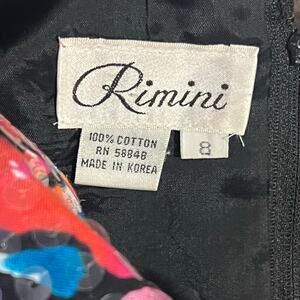 Rimini
100% COTTON
RN 58848
MADE IN KOREA
8